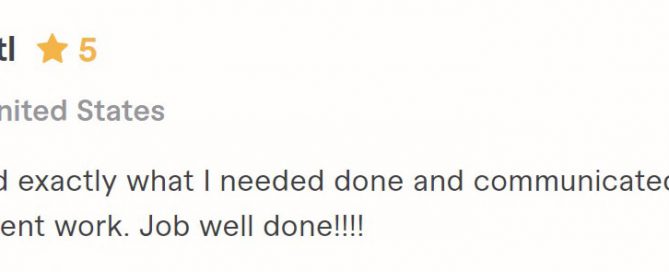 tl 5
nited States
d exactly what I needed done and communicated
ent work. Job well done!!!!